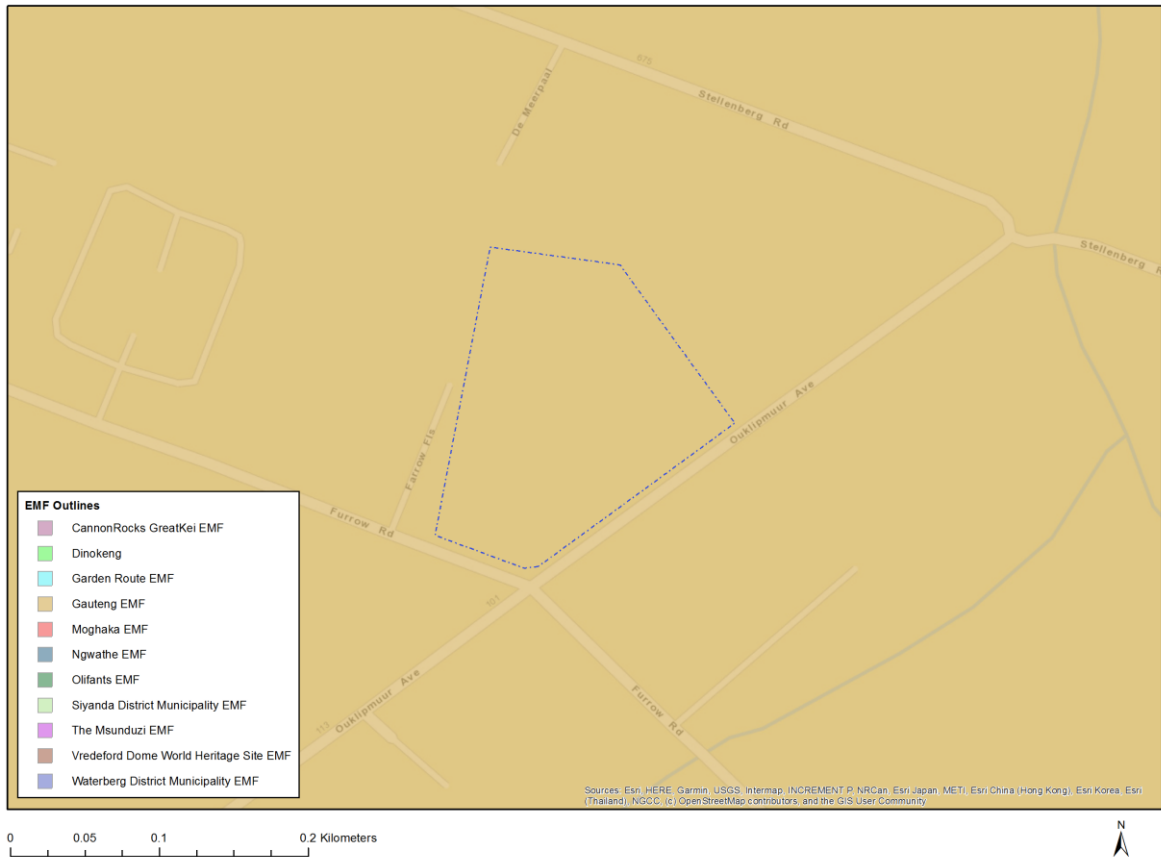 575
De Meerpaal
Stellenberg Rd
Stellenberg R
Ouklipmuur Ave
Farrow Fls
Furrow Rd
101
Ouklipmuur Ave
113
Furrow Rd
EMF Outlines
CannonRocks GreatKei EMF
Dinokeng
Garden Route EMF
Gauteng EMF
Moghaka EMF
Ngwathe EMF
Olifants EMF
Siyanda District Municipality EMF
The Msunduzi EMF
Vredeford Dome World Heritage Site EMF
Waterberg District Municipality EMF
Sources: Esri, HERE, Garmin, USGS, Intermap, INCREMENT P, NRCan, Esri Japan, METI, Esri China (Hong Kong), Esri Korea, Esri
(Thailand), NGCC, (c) OpenStreetMap contributors, and the GIS User Community
0 0.05 0.1 0.2 Kilometers
N